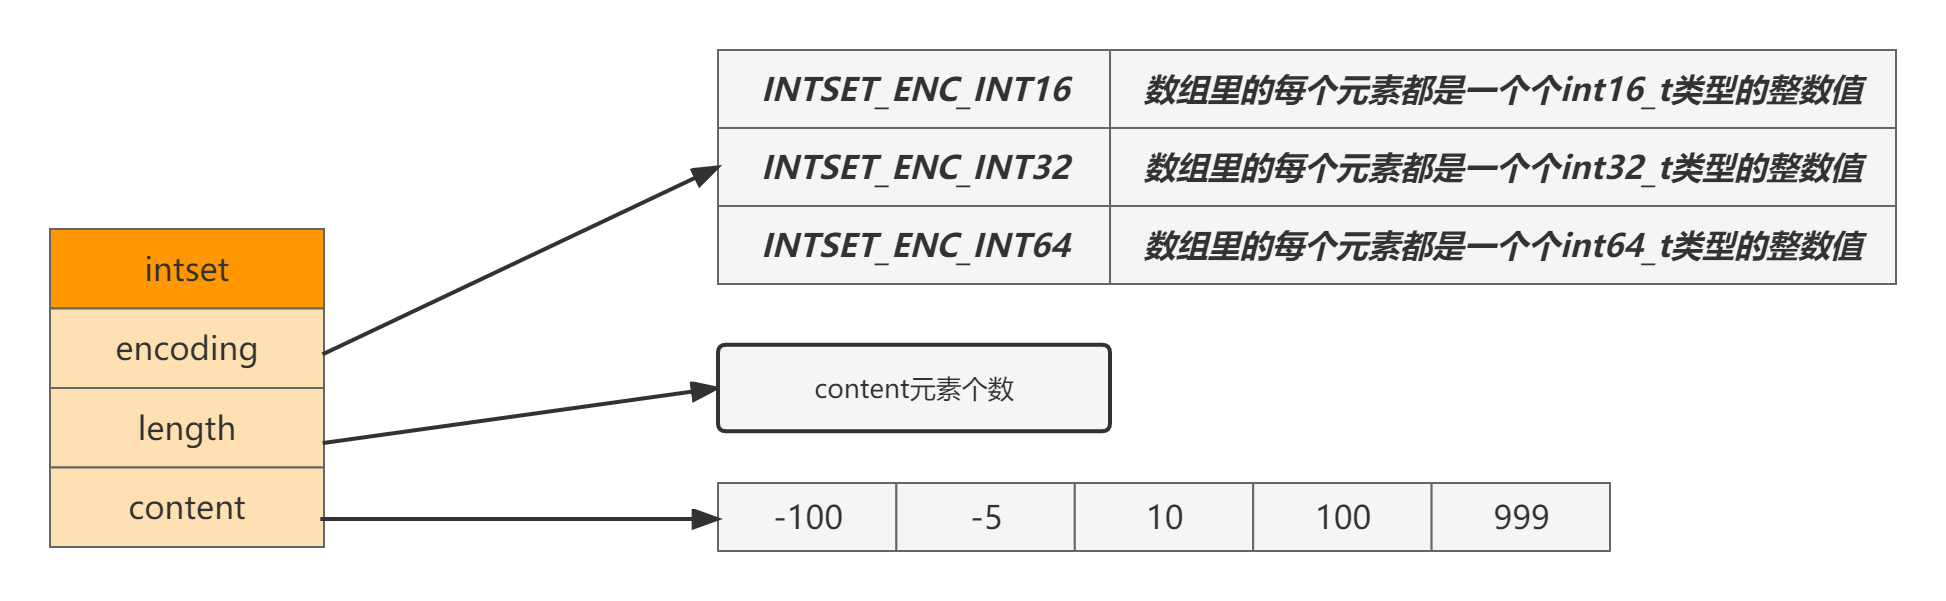 INTSET_ENC_INT16 数组里的每个元素都是一个个int16_t类型的整数值
INTSET_ENC_INT32 数组里的每个元素都是一个个int32_t类型的整数值
INTSET_ENC_INT64 数组里的每个元素都是一个个int64_t类型的整数值
intset
encoding
length
content
content元素个数
-100 -5 10 100 999